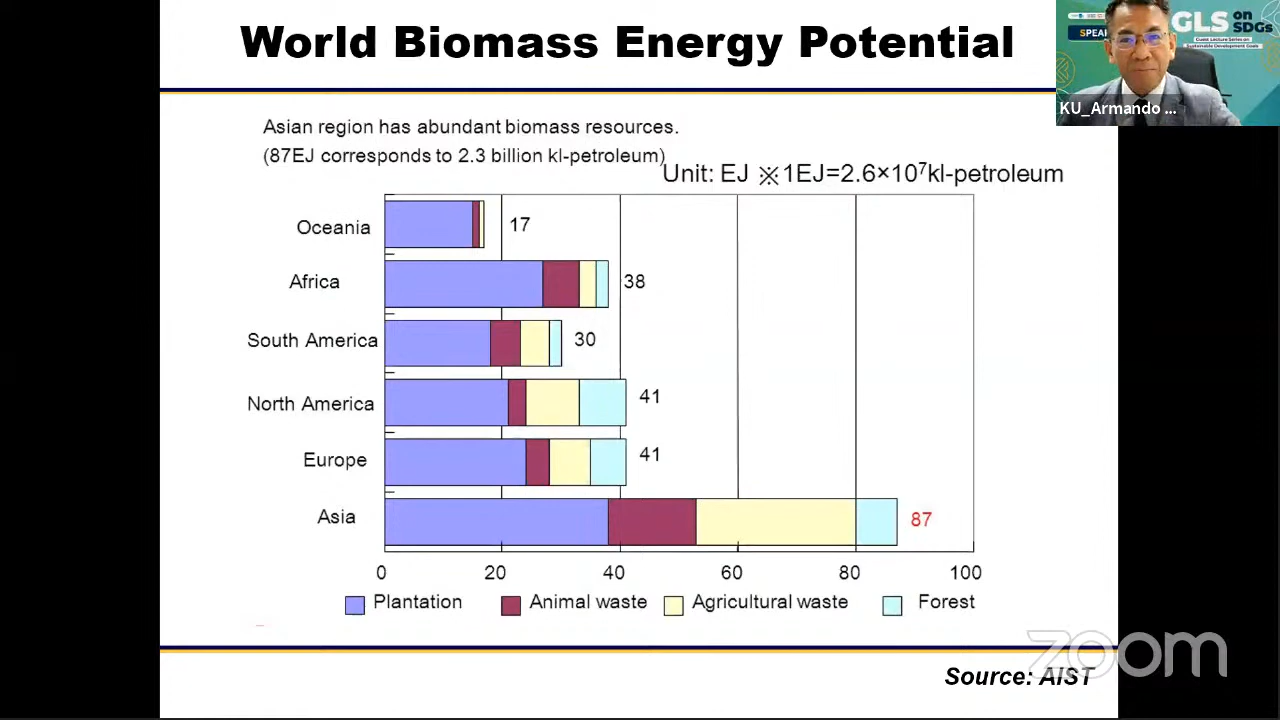 World Biomass Energy Potential
SPEA
GLS on SDGs
Guest Lecture Series on
Sustainable Development Goals
KU_Armando ...
Asian region has abundant biomass resources.
(87EJ corresponds to 2.3 billion kl-petroleum)
Unit: EJ ※1EJ=2.6×10⁷kl-petroleum
Oceania 17
Africa 38
South America 30
North America 41
Europe 41
Asia 87
0 20 40 60 80 100
Plantation Animal waste Agricultural waste Forest
zoom
Source: AIST